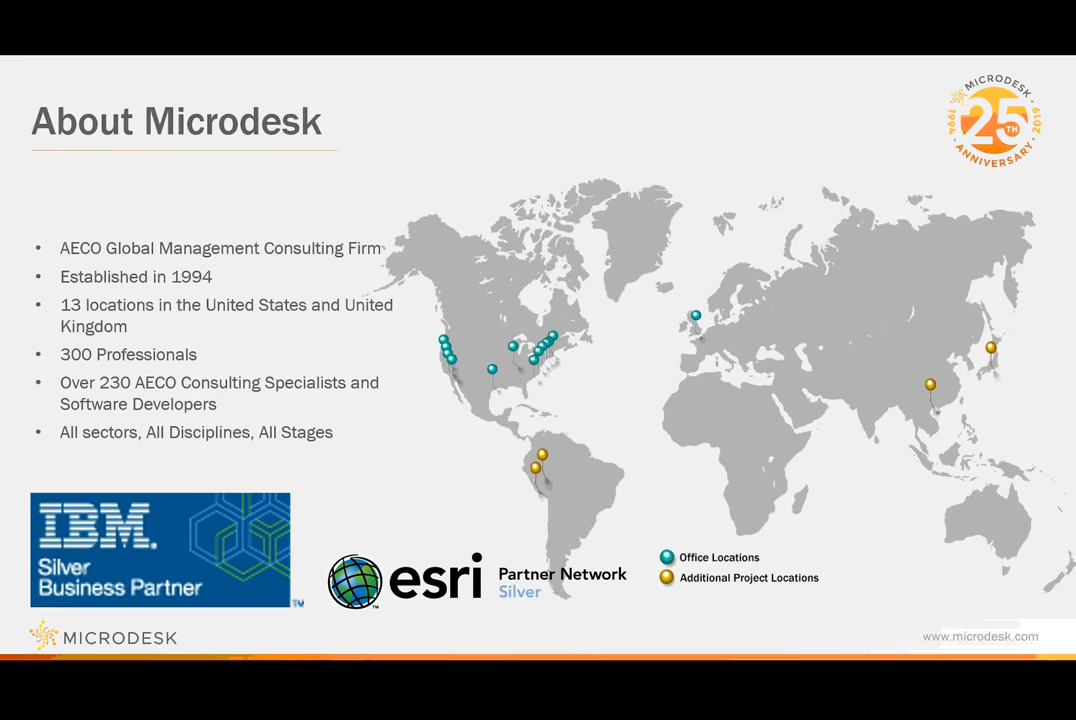 About Microdesk
MICRODESK
1994
25TH
2019
ANNIVERSARY
• AECO Global Management Consulting Firm
• Established in 1994
• 13 locations in the United States and United
Kingdom
• 300 Professionals
• Over 230 AECO Consulting Specialists and
Software Developers
• All sectors, All Disciplines, All Stages
IBM.
Silver
Business Partner
TM
esri
TM
Partner Network
Silver
Office Locations
Additional Project Locations
MICRODESK
www.microdesk.com